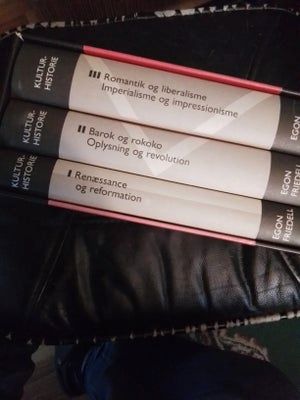 KULTUR-
HISTORIE
III Romantik og liberalisme
Imperialisme og impressionisme
EGON
KULTUR-
HISTORIE
II Barok og rokoko
Oplysning og revolution
EGON
FRIEDELL
KULTUR-
HISTORIE
I Renæssance
og reformation
EGON
FRIEDELL